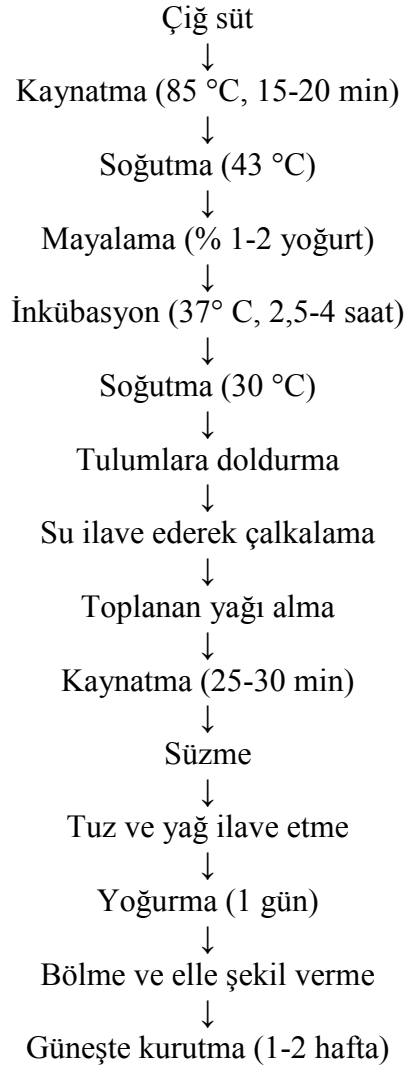 Çiğ süt
↓
Kaynatma (85 °C, 15-20 min)
↓
Soğutma (43 °C)
↓
Mayalama (% 1-2 yoğurt)
↓
İnkübasyon (37° C, 2,5-4 saat)
↓
Soğutma (30 °C)
↓
Tulumlara doldurma
↓
Su ilave ederek çalkalama
↓
Toplanan yağı alma
↓
Kaynatma (25-30 min)
↓
Süzme
↓
Tuz ve yağ ilave etme
↓
Yoğurma (1 gün)
↓
Bölme ve elle şekil verme
↓
Güneşte kurutma (1-2 hafta)